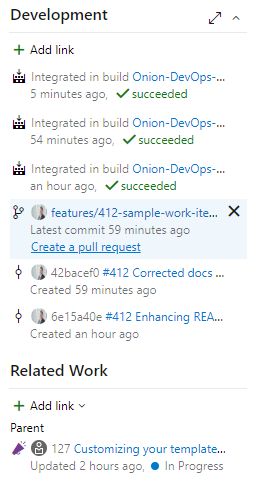 Development
Add link
Integrated in build Onion-DevOps-...
5 minutes ago, succeeded
Integrated in build Onion-DevOps-...
54 minutes ago, succeeded
Integrated in build Onion-DevOps-...
an hour ago, succeeded
features/412-sample-work-ite...
Latest commit 59 minutes ago
Create a pull request
42bacef0 #412 Corrected docs ...
Created 59 minutes ago
6e15a40e #412 Enhancing REA...
Created an hour ago
Related Work
Add link
Parent
127 Customizing your template...
Updated 2 hours ago, In Progress